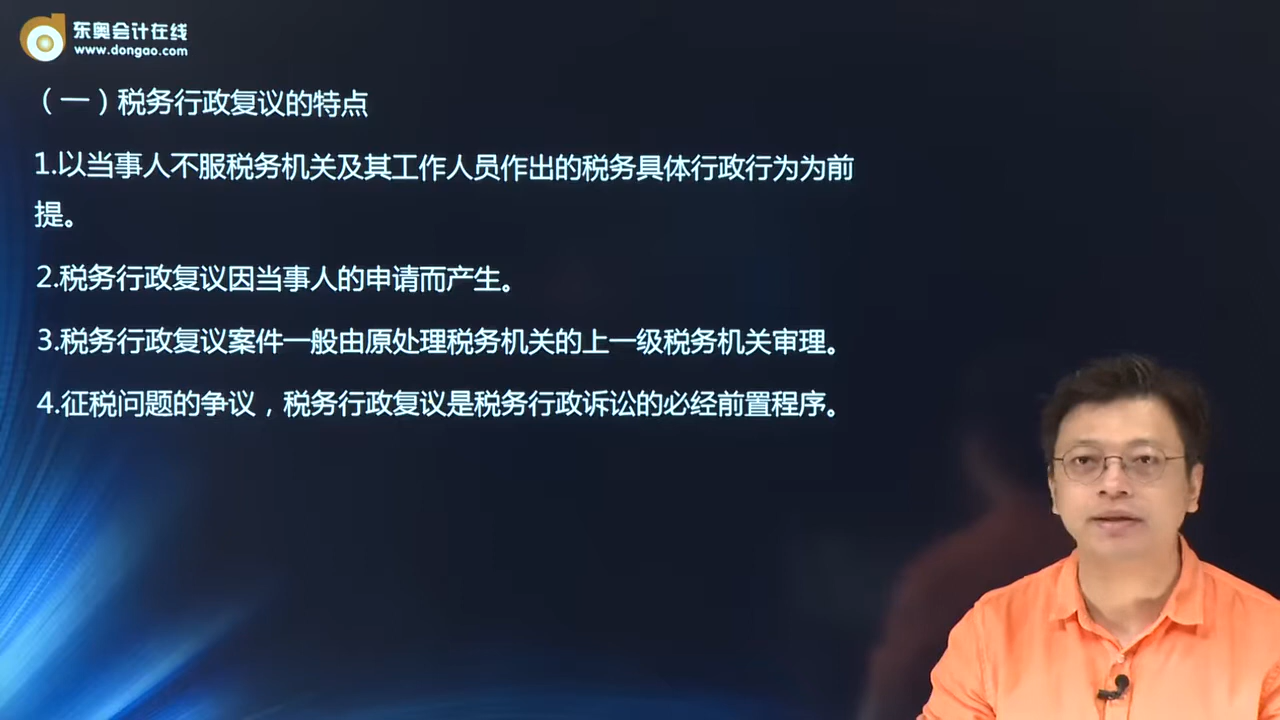 东奥会计在线
www.dongao.com
（一）税务行政复议的特点
1.以当事人不服税务机关及其工作人员作出的税务具体行政行为为前
提。
2.税务行政复议因当事人的申请而产生。
3.税务行政复议案件一般由原处理税务机关的上一级税务机关审理。
4.征税问题的争议，税务行政复议是税务行政诉讼的必经前置程序。